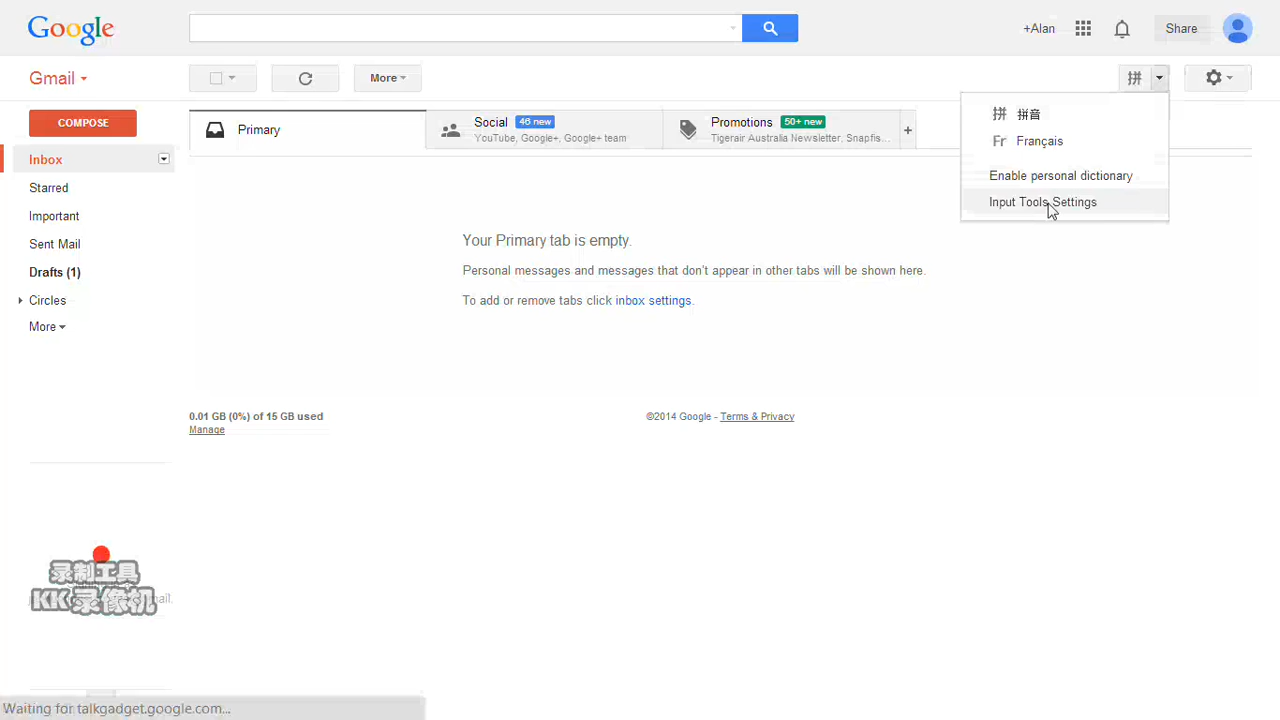 Google
+Alan
Share
Gmail
More
拼
COMPOSE
Primary
Social 46 new
YouTube, Google+, Google+ team
Promotions 50+ new
Tigerair Australia Newsletter, Snapfis...
+
拼 拼音
Fr Français
Enable personal dictionary
Input Tools Settings
Inbox
Starred
Important
Sent Mail
Drafts (1)
Circles
More
Your Primary tab is empty.
Personal messages and messages that don't appear in other tabs will be shown here.
To add or remove tabs click inbox settings.
0.01 GB (0%) of 15 GB used
Manage
©2014 Google - Terms & Privacy
录制工具
KK 录像机
Waiting for talkgadget.google.com...